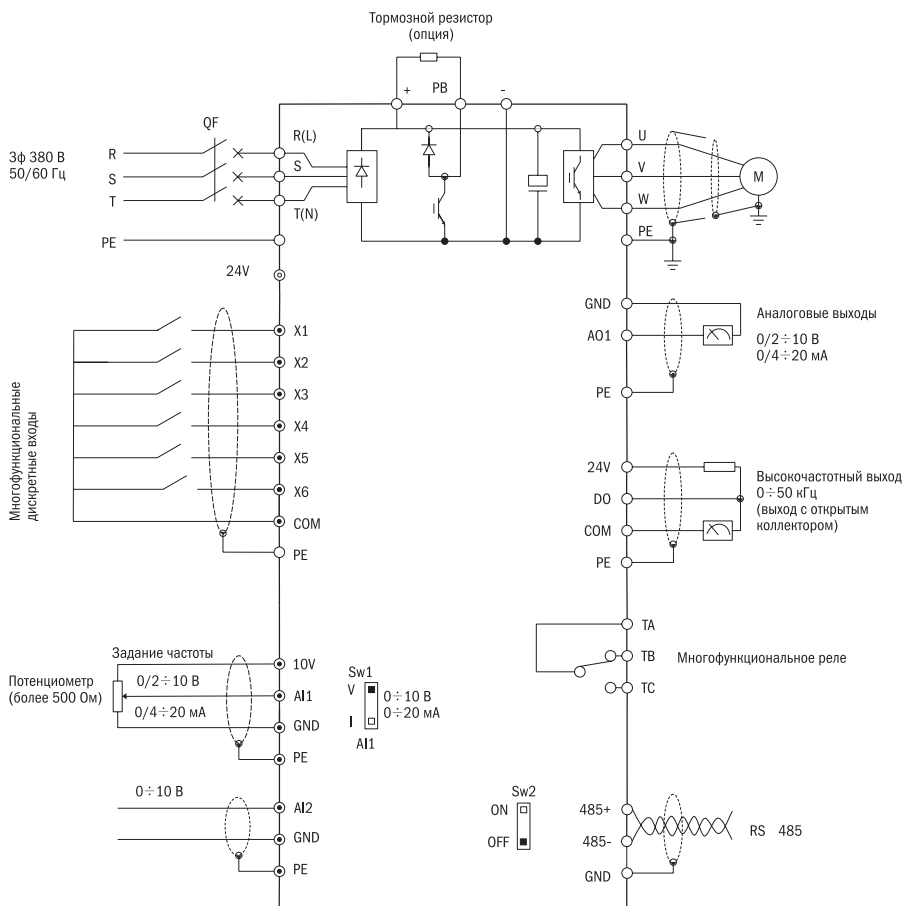 Тормозной резистор
(опция)
+
PB
-
QF
3ф 380 В
50/60 Гц
R
S
T
PE
R(L)
S
T(N)
U
V
W
PE
M
24V
Многофункциональные
дискретные входы
X1
X2
X3
X4
X5
X6
COM
PE
GND
AO1
PE
Аналоговые выходы
0/2÷10 В
0/4÷20 мА
24V
DO
COM
PE
Высокочастотный выход
0÷50 кГц
(выход с открытым
коллектором)
TA
TB
TC
Многофункциональное реле
Задание частоты
Потенциометр
(более 500 Ом)
0/2÷10 В
0/4÷20 мА
10V
AI1
GND
PE
Sw1
V
I
0÷10 В
0÷20 мА
AI1
0÷10 В
AI2
GND
PE
Sw2
ON
OFF
485+
485-
GND
RS 485